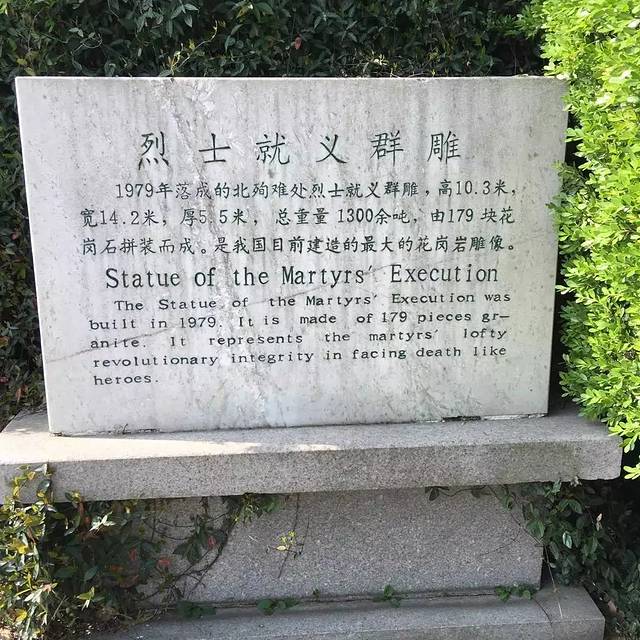 烈士就义群雕
1979年落成的北殉难处烈士就义群雕，高10.3米，
宽14.2米，厚5.5米，总重量1300余吨，由179块花
岗石拼装而成。是我国目前建造的最大的花岗岩雕像。
Statue of the Martyrs' Execution
The Statue of the Martyrs' Execution was
built in 1979. It is made of 179 pieces gr-
anite. It represents the martyrs' lofty
revolutionary integrity in facing death like
heroes.